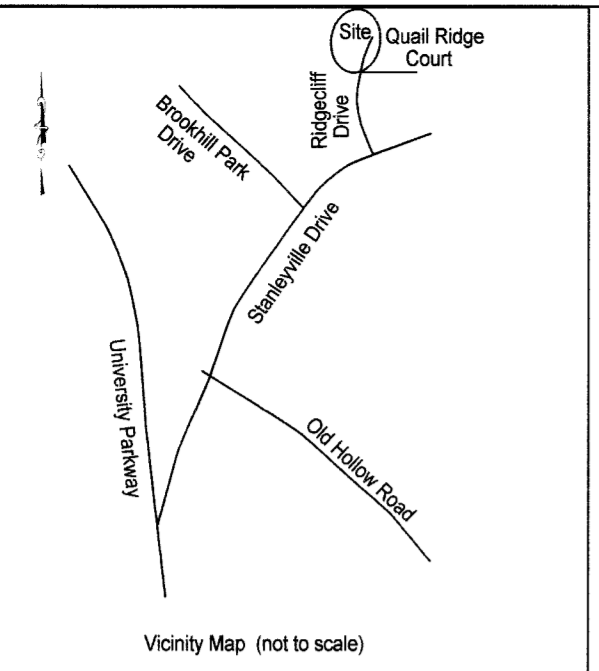 Site
Quail Ridge
Court
Ridgecliff
Drive
Brookhill Park
Drive
Stanleyville Drive
University Parkway
Old Hollow Road
Vicinity Map (not to scale)